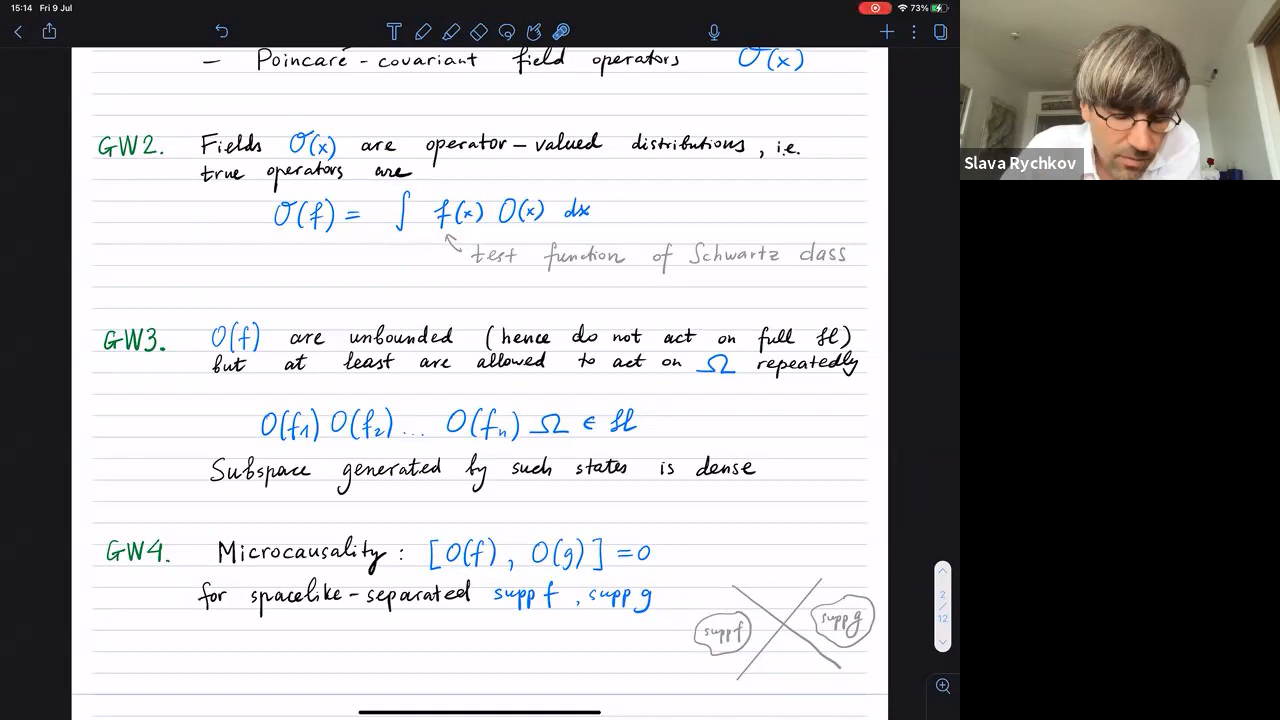 15:14 Fri 9 Jul
73%
– Poincaré-covariant field operators O(x)
GW2. Fields O(x) are operator-valued distributions, i.e.
true operators are
O(f) = ∫ f(x) O(x) dx
test function of Schwartz class
GW3. O(f) are unbounded (hence do not act on full ℋ)
but at least are allowed to act on Ω repeatedly
O(f₁) O(f₂) ... O(fₙ) Ω ∈ ℋ
Subspace generated by such states is dense
GW4. Microcausality: [O(f), O(g)] = 0
for spacelike-separated supp f, supp g
supp f
supp g
2
/
12
Slava Rychkov